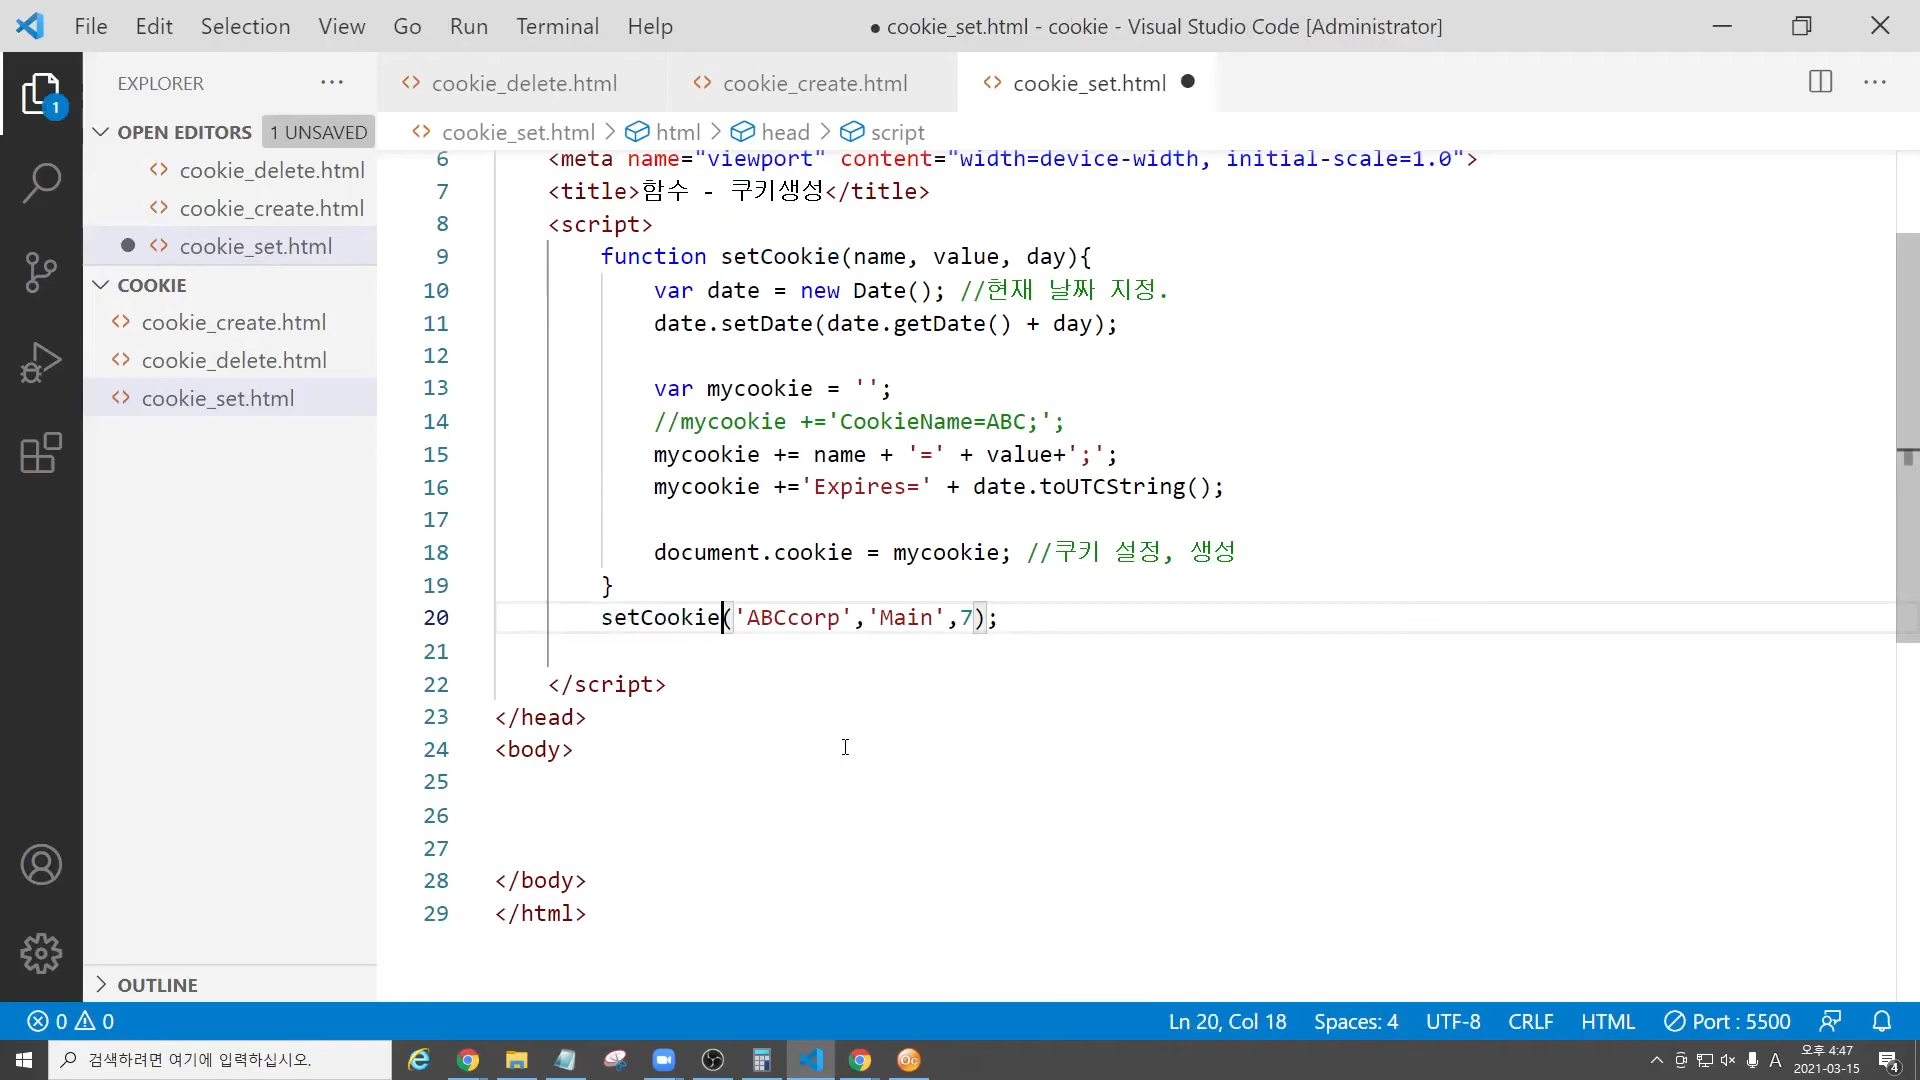 File Edit Selection View Go Run Terminal Help
● cookie_set.html - cookie - Visual Studio Code [Administrator]
EXPLORER
cookie_delete.html
cookie_create.html
cookie_set.html
OPEN EDITORS 1 UNSAVED
cookie_set.html > html > head > script
1
cookie_delete.html
cookie_create.html
cookie_set.html
COOKIE
cookie_create.html
cookie_delete.html
cookie_set.html
OUTLINE
6 <meta name="viewport" content="width=device-width, initial-scale=1.0">
7 <title>함수 - 쿠키생성</title>
8 <script>
9 function setCookie(name, value, day){
10 var date = new Date(); //현재 날짜 지정.
11 date.setDate(date.getDate() + day);
12
13 var mycookie = '';
14 //mycookie +='CookieName=ABC;';
15 mycookie += name + '=' + value+';';
16 mycookie +='Expires=' + date.toUTCString();
17
18 document.cookie = mycookie; //쿠키 설정, 생성
19 }
20 setCookie('ABCcorp','Main',7);
21
22 </script>
23 </head>
24 <body>
25
26
27
28 </body>
29 </html>
0 0
Ln 20, Col 18 Spaces: 4 UTF-8 CRLF HTML Port : 5500
검색하려면 여기에 입력하십시오.
A
오후 4:47
2021-03-15
4